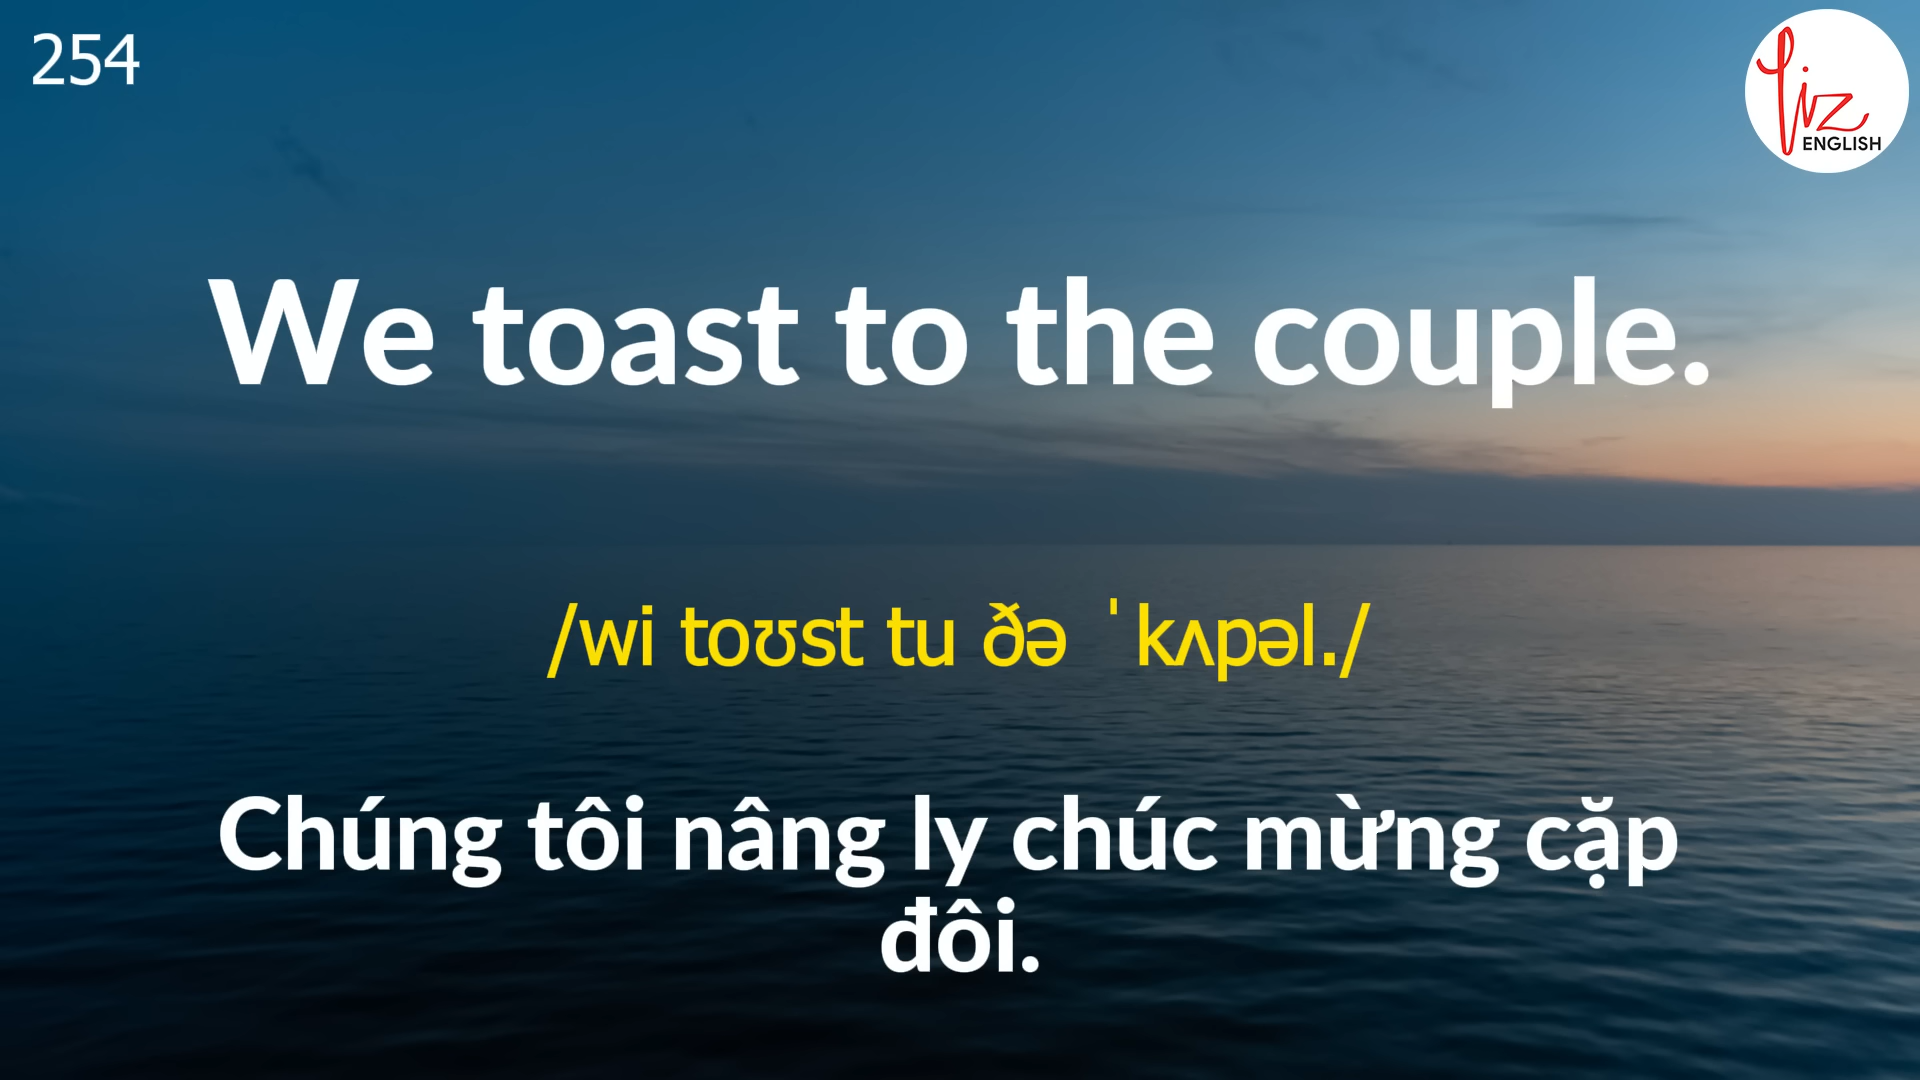 254
Liz
ENGLISH
We toast to the couple.
/wi toʊst tu ðə ˈkʌpəl./
Chúng tôi nâng ly chúc mừng cặp
đôi.